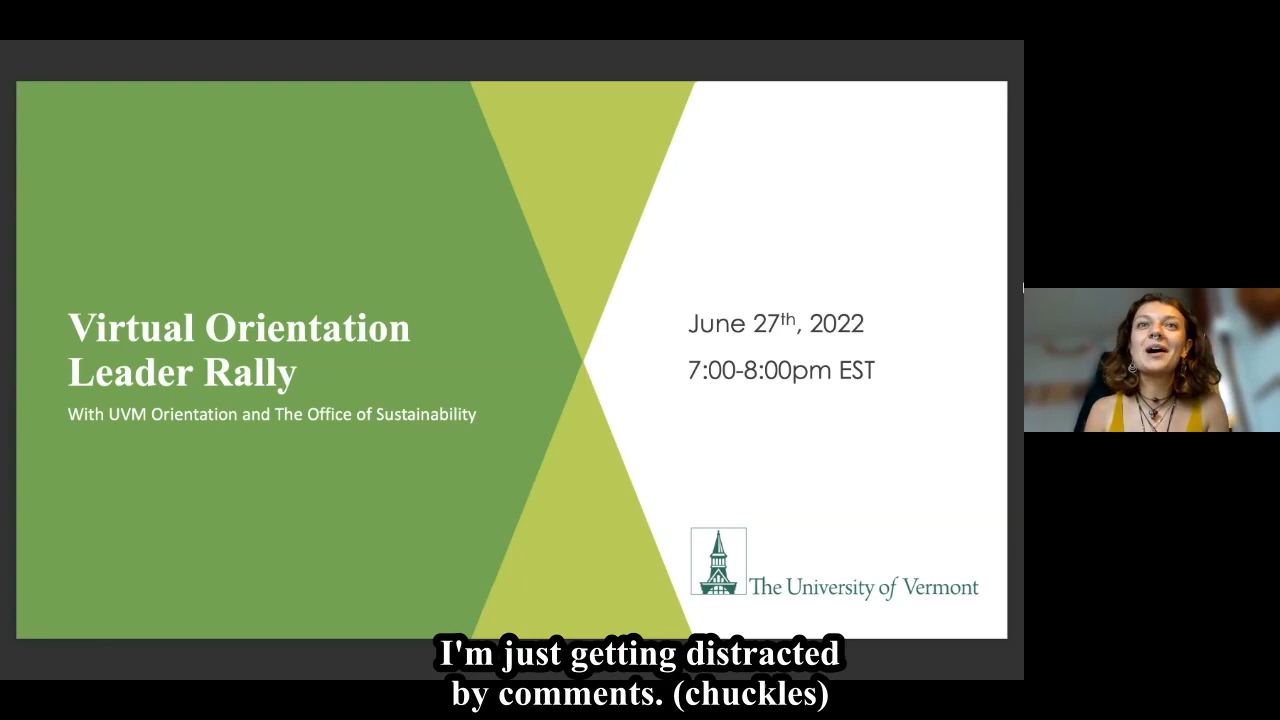 Virtual Orientation
Leader Rally
With UVM Orientation and The Office of Sustainability
June 27th, 2022
7:00-8:00pm EST
The University of Vermont
I'm just getting distracted
by comments. (chuckles)